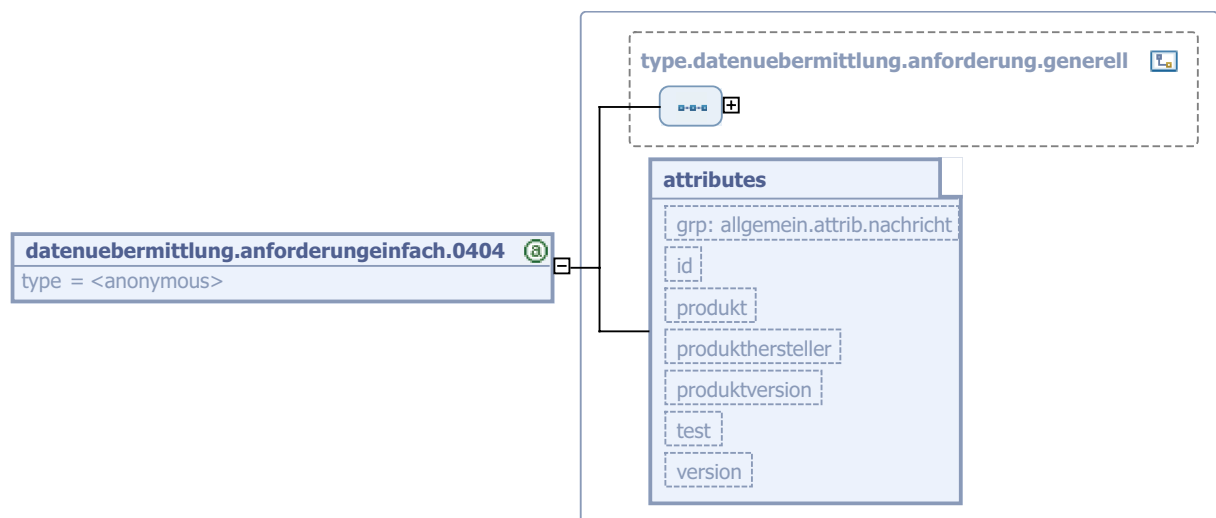 type.datenuebermittlung.anforderung.generell
attributes
grp: allgemein.attrib.nachricht
datenuebermittlung.anforderungeinfach.0404
type = <anonymous>
id
produkt
produkthersteller
produktversion
test
version